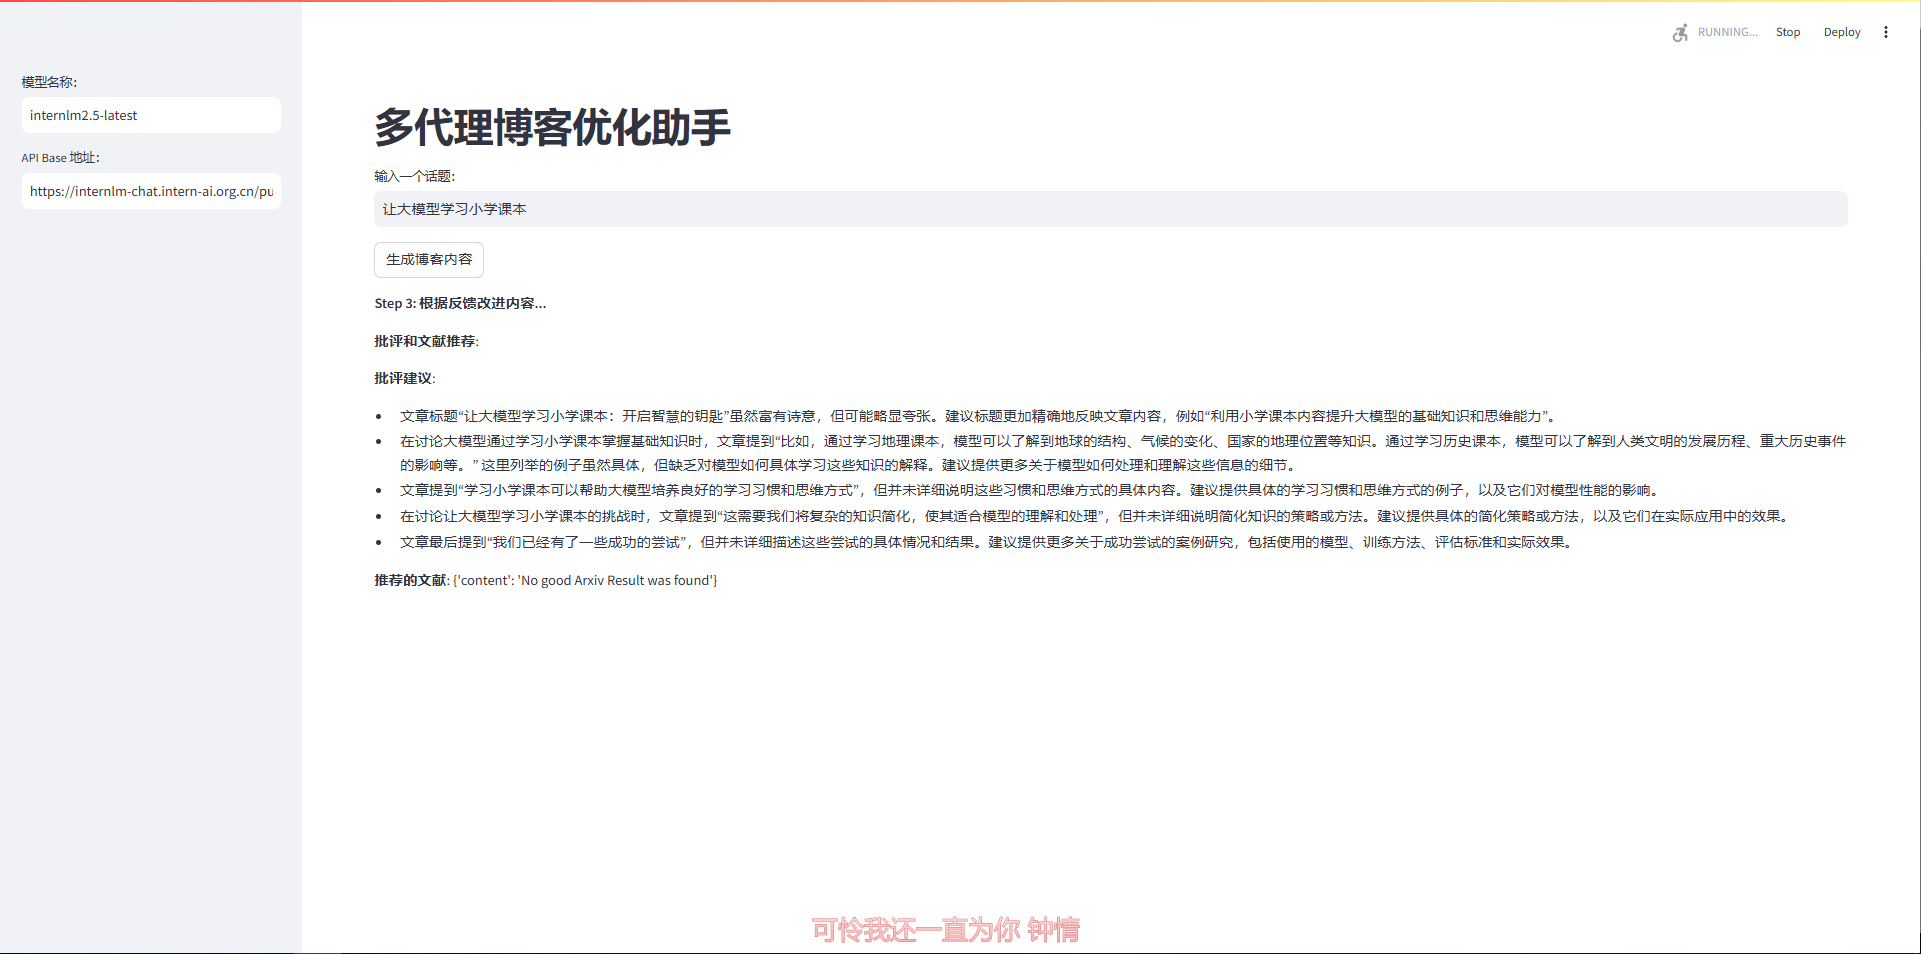 RUNNING...
Stop
Deploy
模型名称：
internlm2.5-latest
API Base 地址：
https://internlm-chat.intern-ai.org.cn/pu
多代理博客优化助手
输入一个话题:
让大模型学习小学课本
生成博客内容
Step 3: 根据反馈改进内容...
批评和文献推荐:
批评建议:
文章标题“让大模型学习小学课本：开启智慧的钥匙”虽然富有诗意，但可能略显夸张。建议标题更加精确地反映文章内容，例如“利用小学课本内容提升大模型的基础知识和思维能力”。
在讨论大模型通过学习小学课本掌握基础知识时，文章提到“比如，通过学习地理课本，模型可以了解到地球的结构、气候的变化、国家的地理位置等知识。通过学习历史课本，模型可以了解到人类文明的发展历程、重大历史事件
的影响等。” 这里列举的例子虽然具体，但缺乏对模型如何具体学习这些知识的解释。建议提供更多关于模型如何处理和理解这些信息的细节。
文章提到“学习小学课本可以帮助大模型培养良好的学习习惯和思维方式”，但并未详细说明这些习惯和思维方式的具体内容。建议提供具体的学习习惯和思维方式的例子，以及它们对模型性能的影响。
在讨论让大模型学习小学课本的挑战时，文章提到“这需要我们将复杂的知识简化，使其适合模型的理解和处理”，但并未详细说明简化知识的策略或方法。建议提供具体的简化策略或方法，以及它们在实际应用中的效果。
文章最后提到“我们已经有了一些成功的尝试”，但并未详细描述这些尝试的具体情况和结果。建议提供更多关于成功尝试的案例研究，包括使用的模型、训练方法、评估标准和实际效果。
推荐的文献: {'content': 'No good Arxiv Result was found'}
可怜我还一直为你 钟情